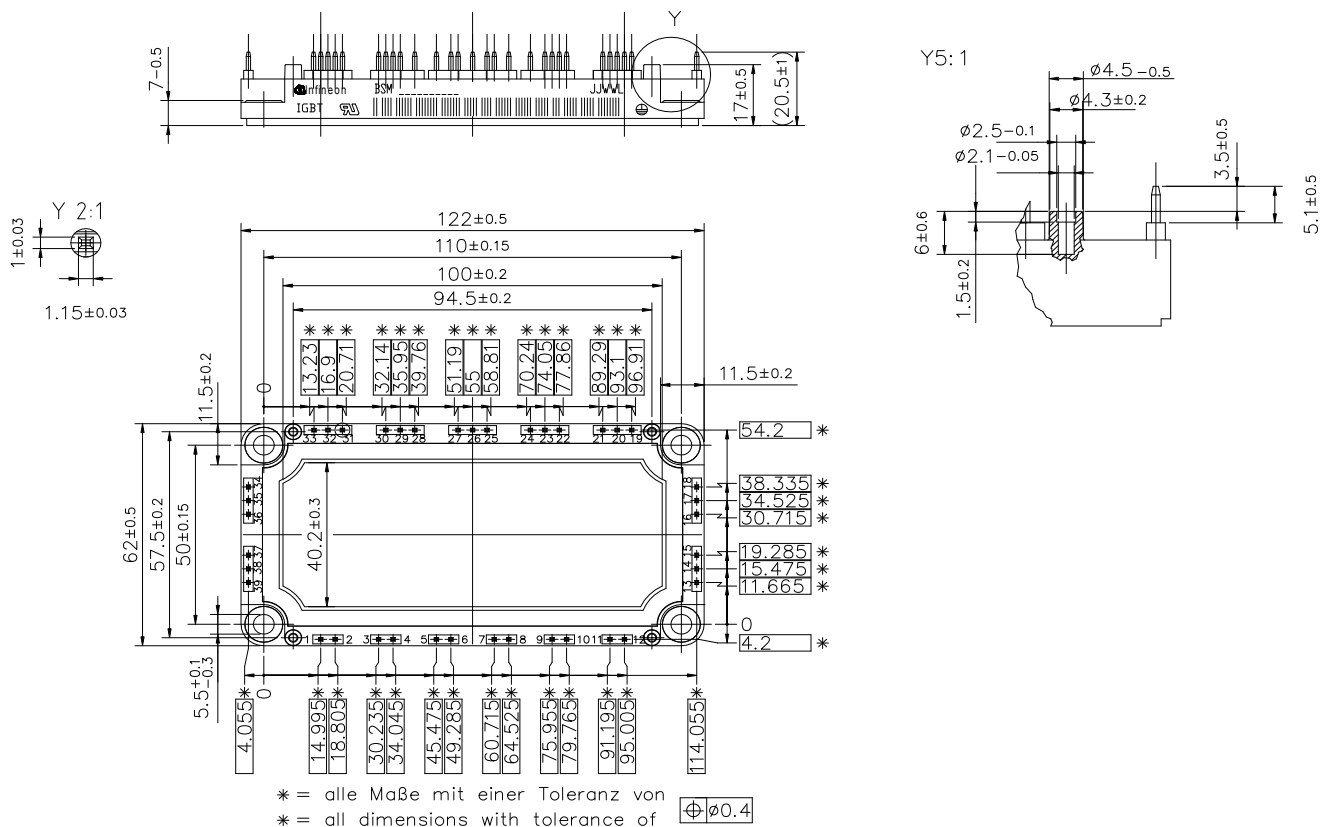 Y
7-0.5
Infineon BSM JJWWL
IGBT
17±0.5
(20.5±1)
Y5:1
ø4.5-0.5
ø4.3±0.2
ø2.5-0.1
ø2.1-0.05
3.5±0.5
5.1±0.5
6±0.6
1.5±0.2
Y 2:1
1±0.03
1.15±0.03
122±0.5
110±0.15
100±0.2
94.5±0.2
* * * * * * * * * * * * * * *
13.23 16.9 20.71 32.14 35.95 39.76 51.19 55 58.81 70.24 74.05 77.86 89.29 93.1 96.91
11.5±0.2
0
11.5±0.2
33 32 31 30 29 28 27 26 25 24 23 22 21 20 19
54.2 *
38.335 *
34.525 *
30.715 *
19.285 *
15.475 *
11.665 *
0
4.2 *
34
35
36
37
38
39
18
17
16
15
14
13
62±0.5
57.5±0.2
50±0.15
40.2±0.3
1 2 3 4 5 6 7 8 9 10 11 12
5.5+0.1-0.3
0
4.055* 14.995* 18.805* 30.235* 34.045* 45.475* 49.285* 60.715* 64.525* 75.955* 79.765* 91.195* 95.005* 114.055*
* = alle Maße mit einer Toleranz von
* = all dimensions with tolerance of
ø0.4